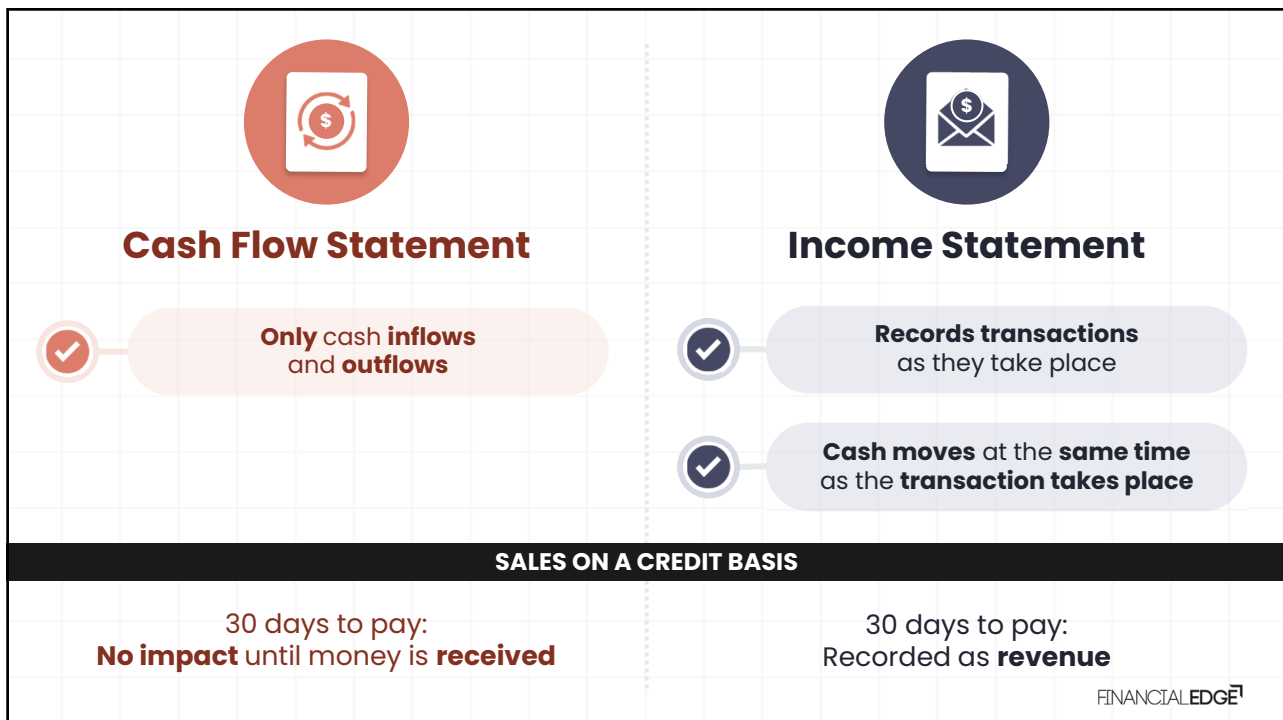 $
$
Cash Flow Statement
Income Statement
Only cash inflows
and outflows
Records transactions
as they take place
Cash moves at the same time
as the transaction takes place
SALES ON A CREDIT BASIS
30 days to pay:
No impact until money is received
30 days to pay:
Recorded as revenue
FINANCIALEDGE